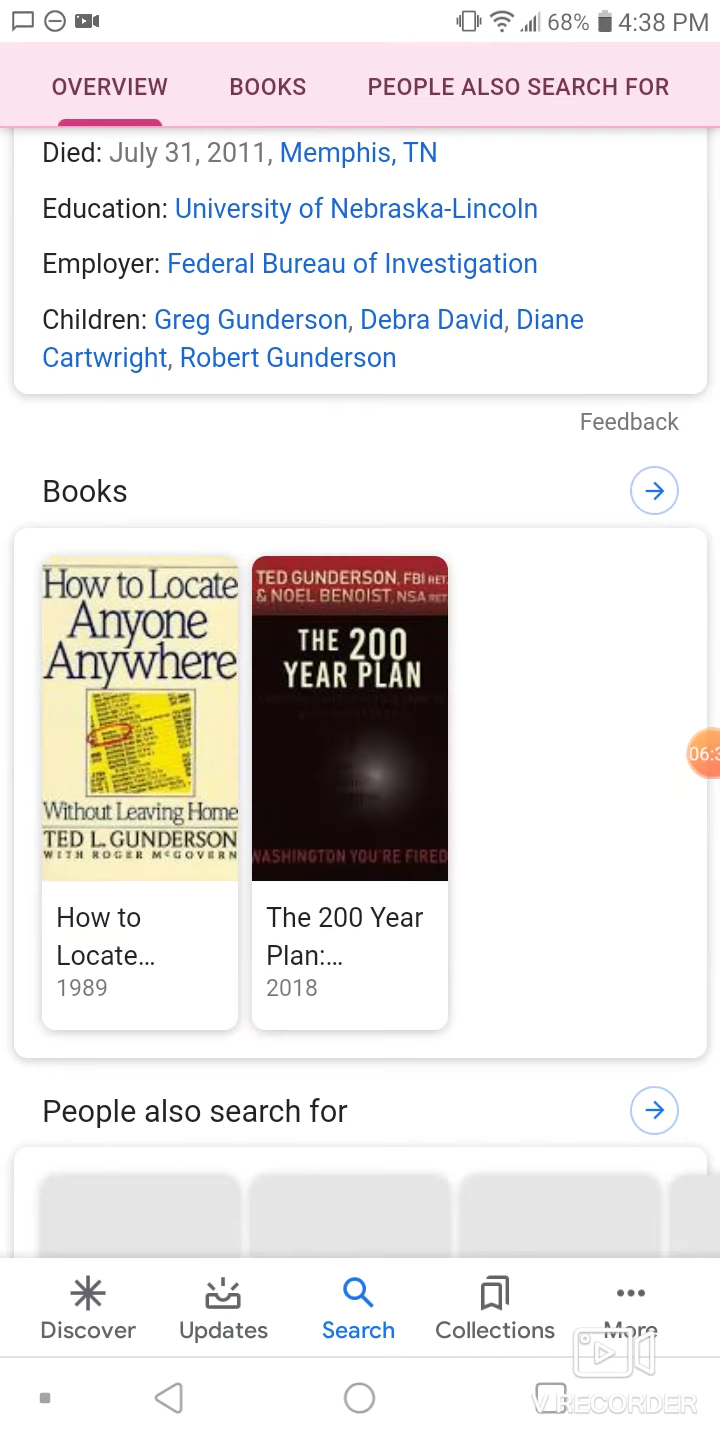 68% 4:38 PM
OVERVIEW BOOKS PEOPLE ALSO SEARCH FOR
Died: July 31, 2011, Memphis, TN
Education: University of Nebraska-Lincoln
Employer: Federal Bureau of Investigation
Children: Greg Gunderson, Debra David, Diane
Cartwright, Robert Gunderson
Feedback
Books
How to Locate
Anyone
Anywhere
Without Leaving Home
TED L. GUNDERSON
WITH ROGER McGOVERN
TED GUNDERSON, FBI RET.
& NOEL BENOIST, NSA RET
THE 200
YEAR PLAN
WASHINGTON YOU'RE FIRED
06:3
How to
Locate...
1989
The 200 Year
Plan:...
2018
People also search for
Discover Updates Search Collections More
V RECORDER